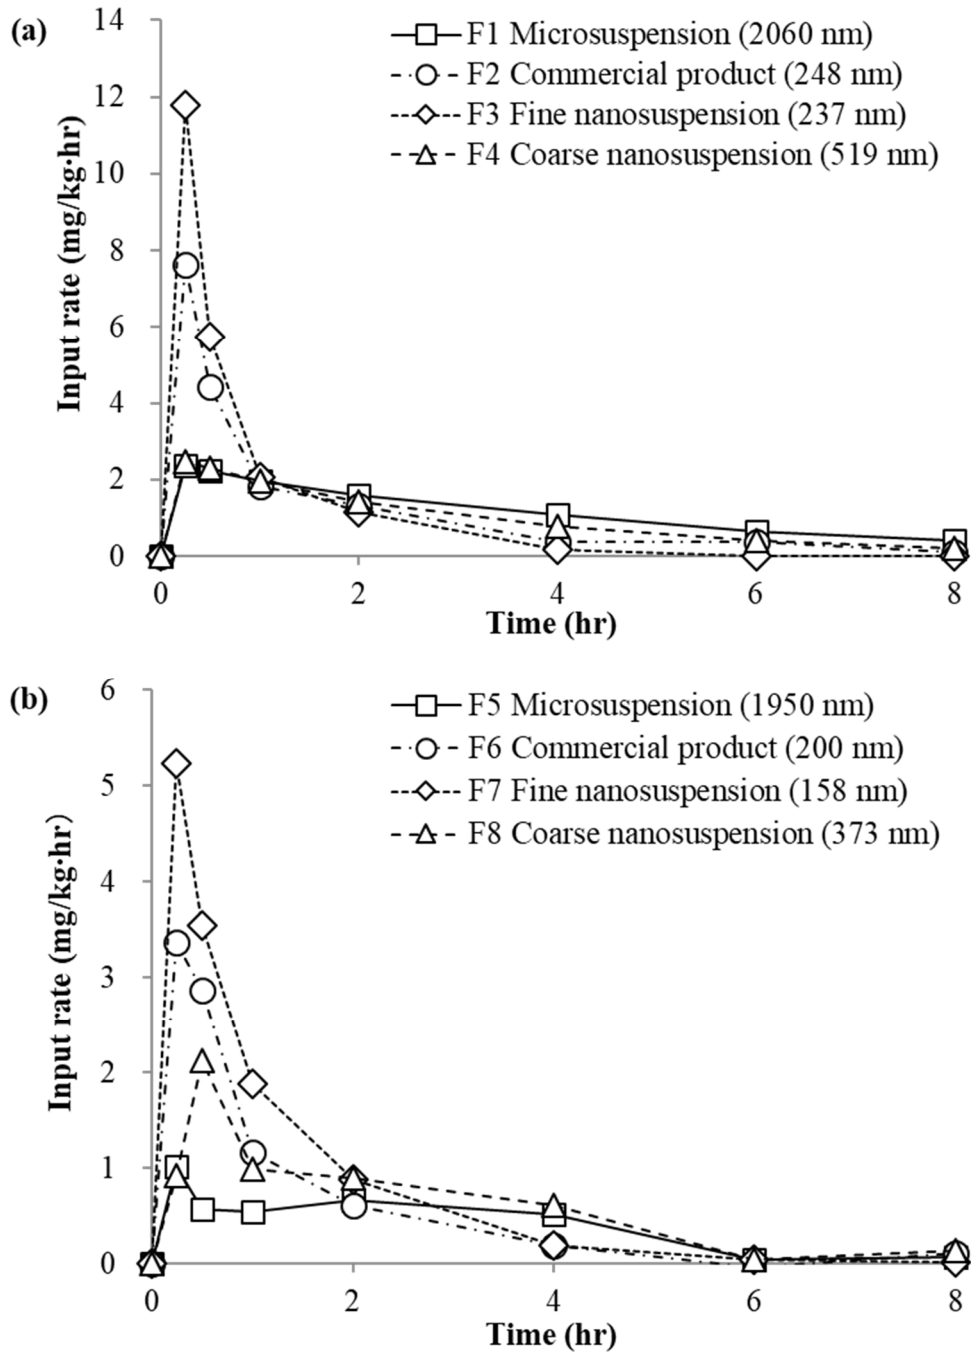 (a)
14
12
10
8
6
4
2
0
Input rate (mg/kg·hr)
F1 Microsuspension (2060 nm)
F2 Commercial product (248 nm)
F3 Fine nanosuspension (237 nm)
F4 Coarse nanosuspension (519 nm)
0 2 4 6 8
Time (hr)
(b)
6
5
4
3
2
1
0
Input rate (mg/kg·hr)
F5 Microsuspension (1950 nm)
F6 Commercial product (200 nm)
F7 Fine nanosuspension (158 nm)
F8 Coarse nanosuspension (373 nm)
0 2 4 6 8
Time (hr)